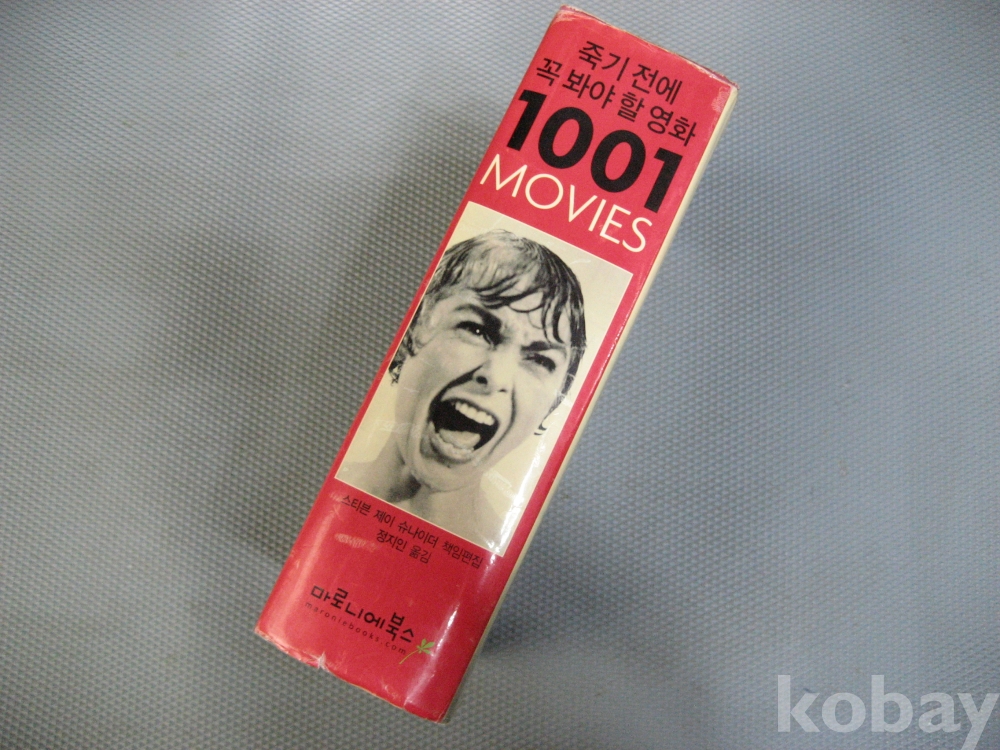 죽기 전에
꼭 봐야 할 영화
1001
MOVIES
스티븐 제이 슈나이더 책임편집
정지인 옮김
마로니에북스
maroniebooks.com
kobay